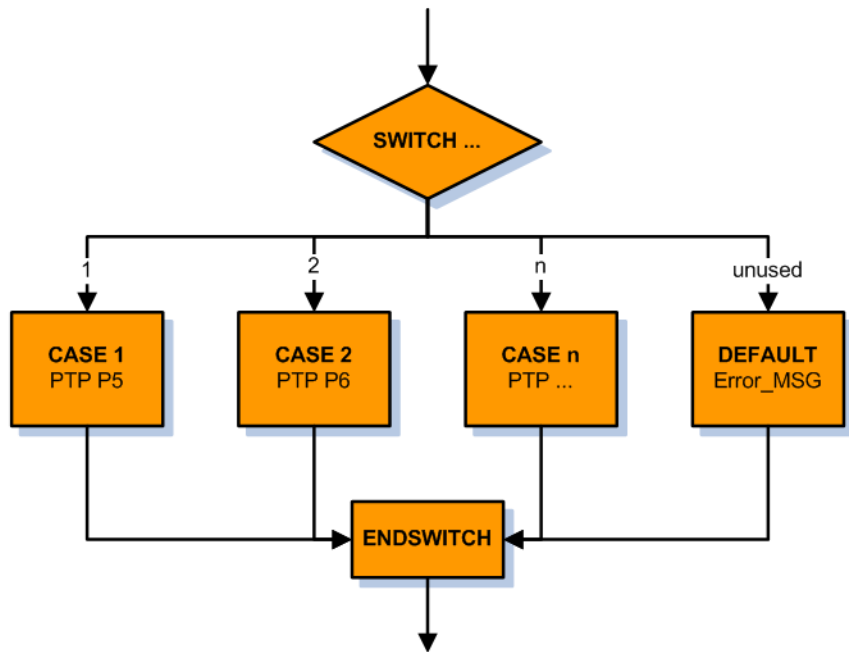 SWITCH ...
1
2
n
unused
CASE 1
PTP P5
CASE 2
PTP P6
CASE n
PTP ...
DEFAULT
Error_MSG
ENDSWITCH